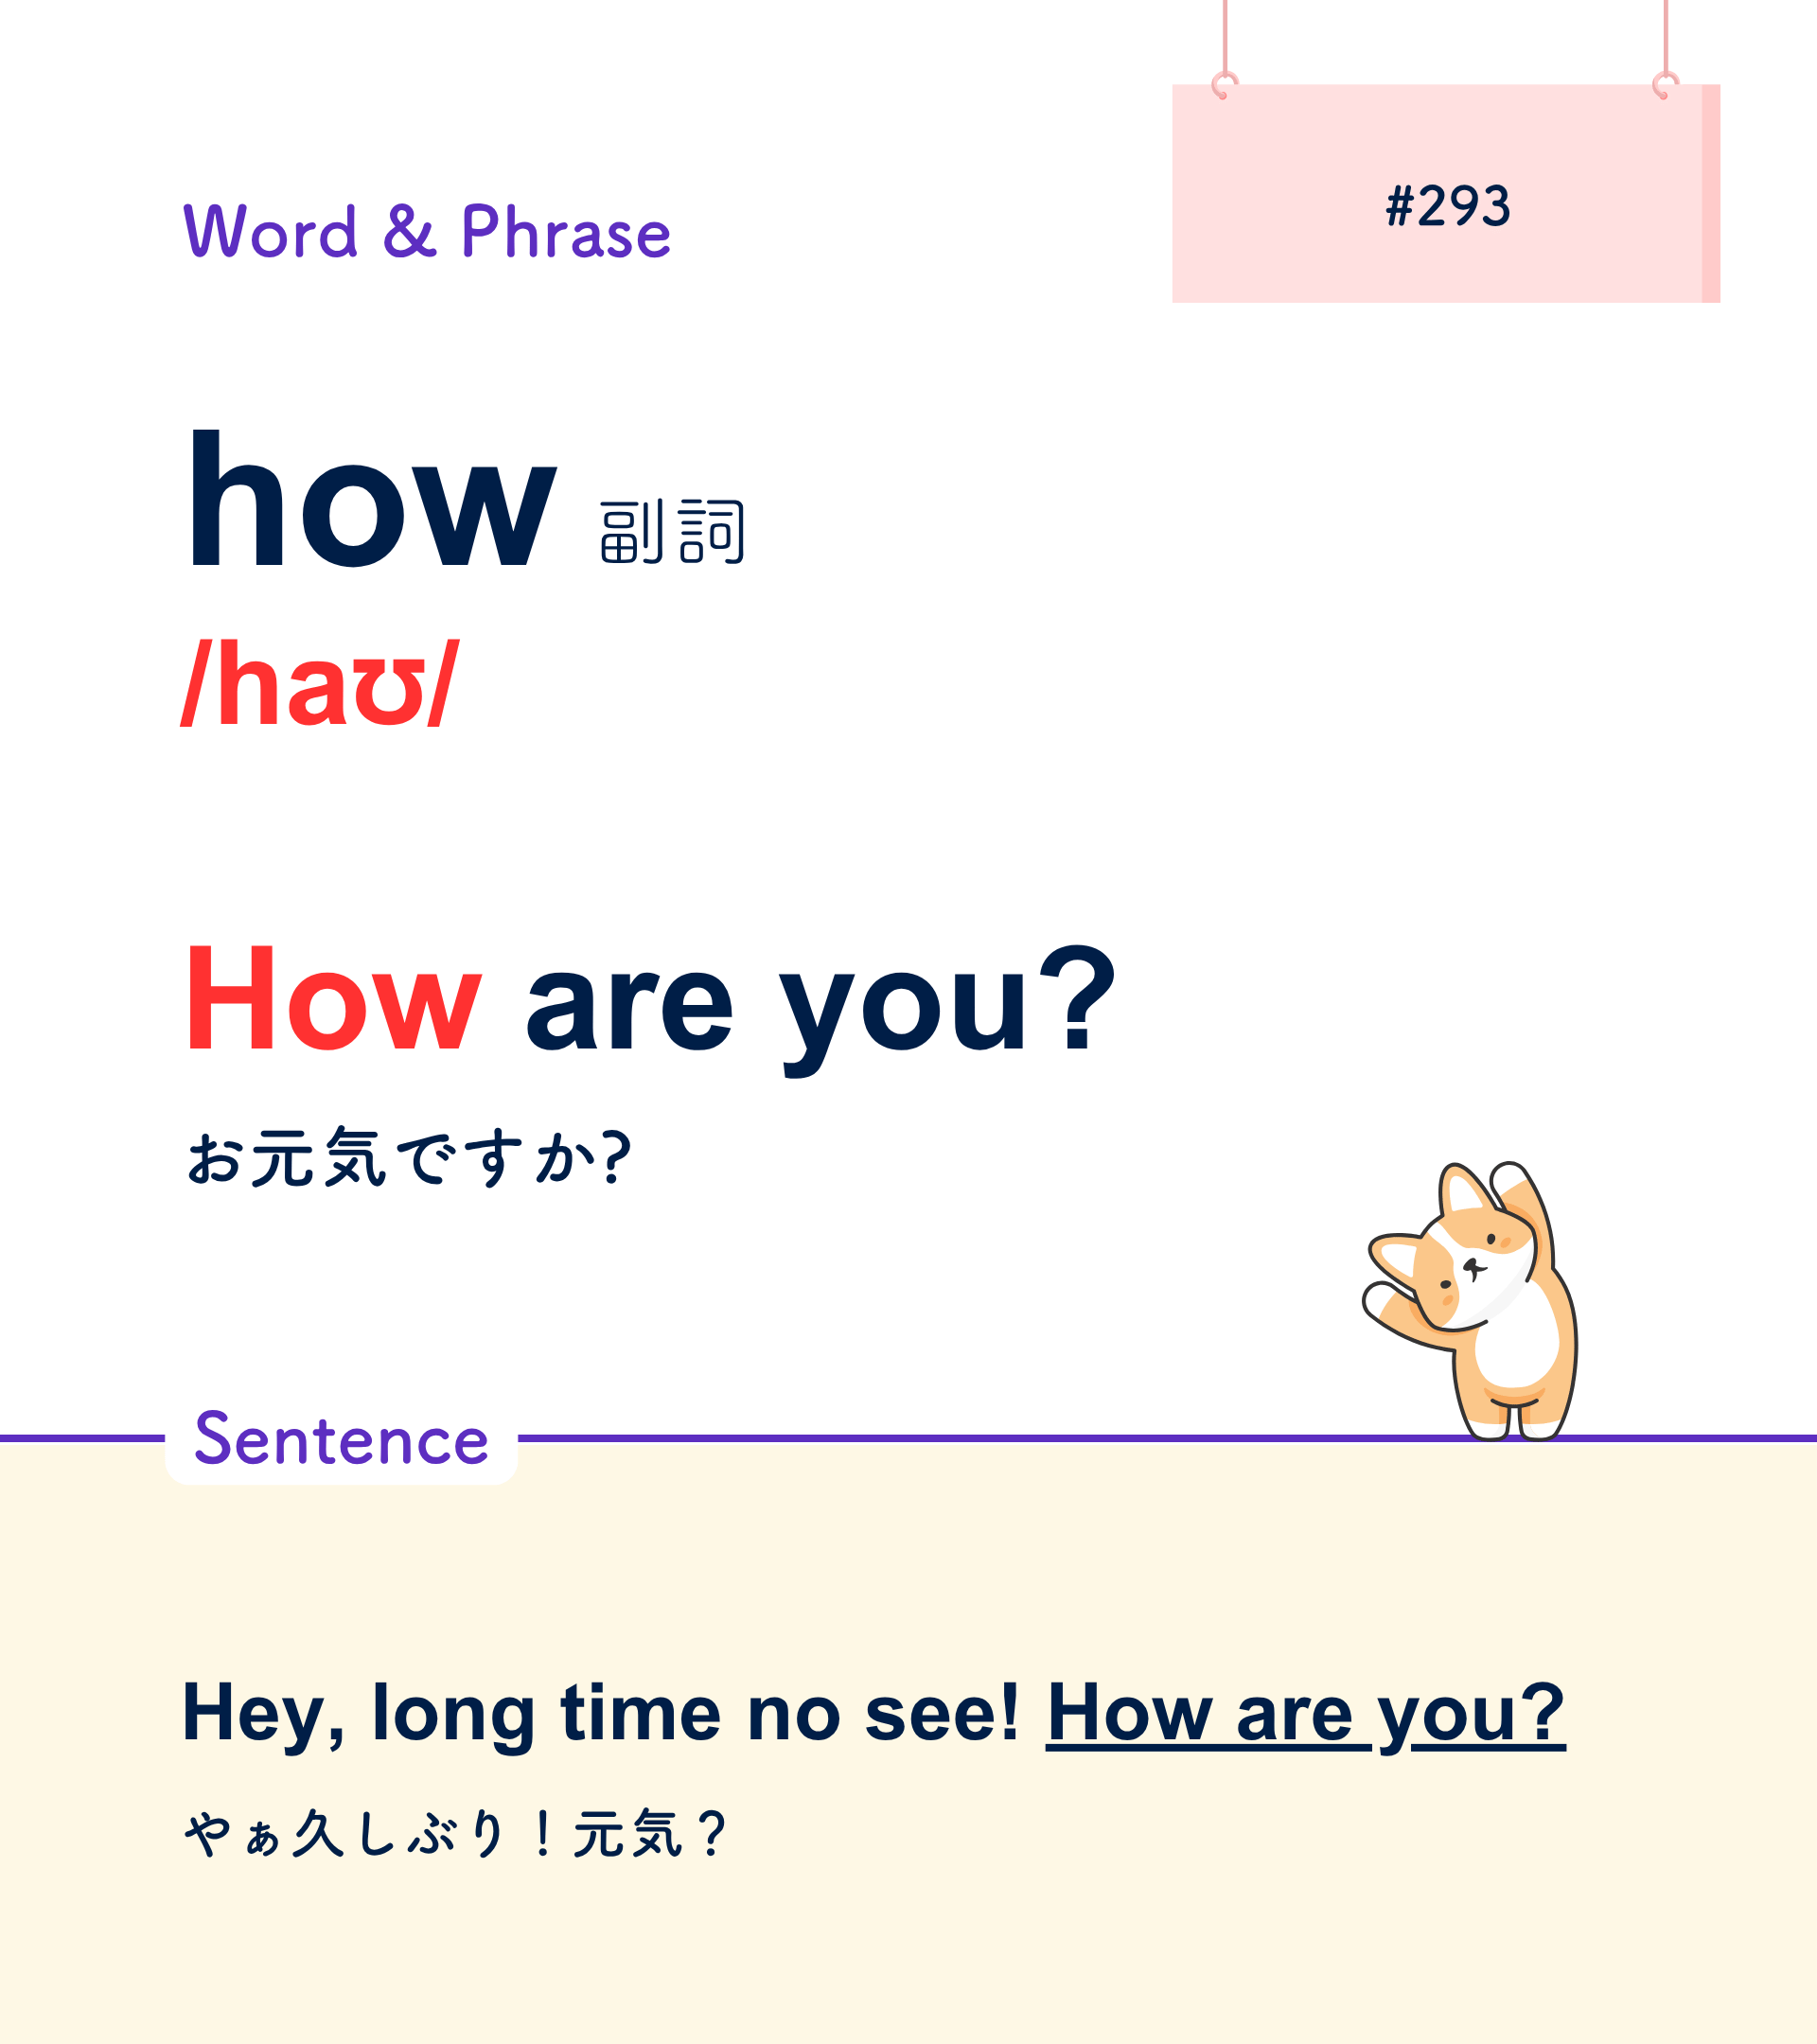 #293
Word & Phrase
how 副詞
/haʊ/
How are you?
お元気ですか?
Sentence
Hey, long time no see! How are you?
やぁ久しぶり！元気？